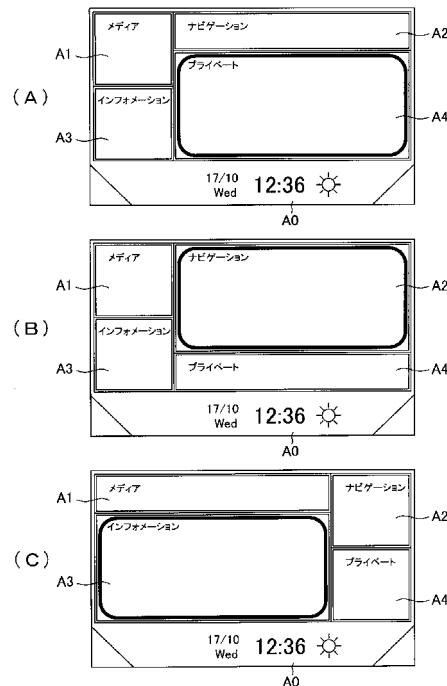 メディア
ナビゲーション
A1
A2
プライベート
(A)
インフォメーション
A3
A4
17/10
Wed
12:36
A0
メディア
ナビゲーション
A1
A2
(B)
インフォメーション
A3
プライベート
A4
17/10
Wed
12:36
A0
メディア
ナビゲーション
A1
A2
インフォメーション
(C)
プライベート
A3
A4
17/10
Wed
12:36
A0